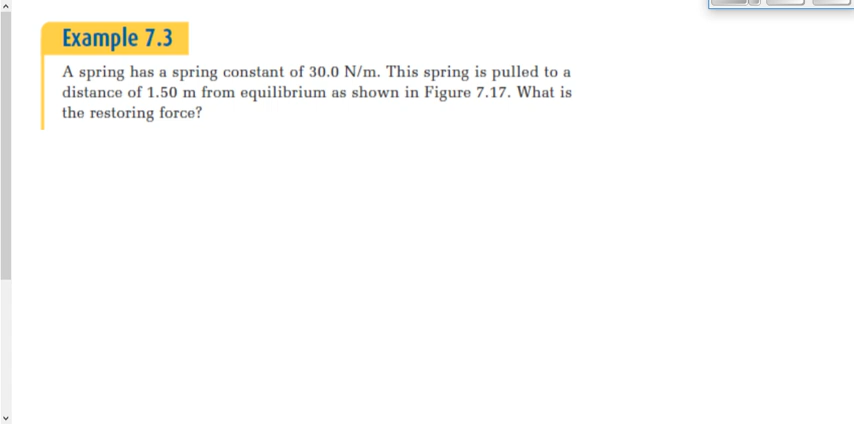 Example 7.3
A spring has a spring constant of 30.0 N/m. This spring is pulled to a
distance of 1.50 m from equilibrium as shown in Figure 7.17. What is
the restoring force?